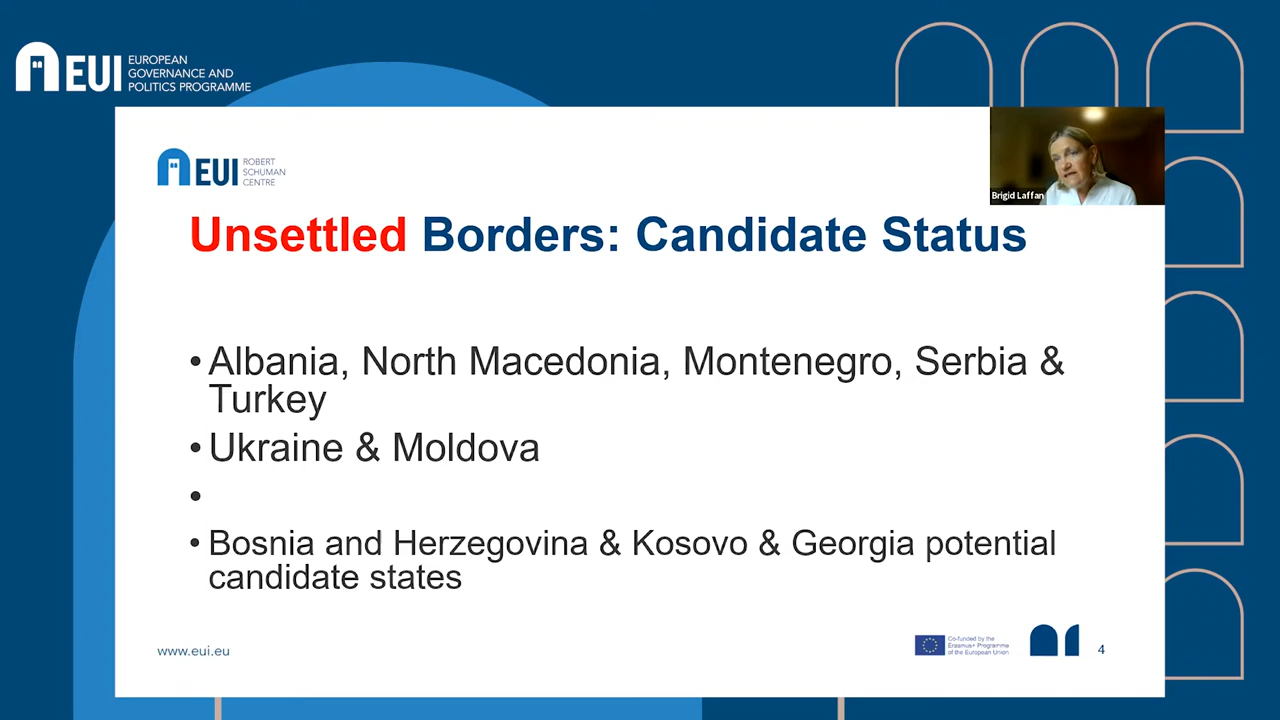 EUI
EUROPEAN
GOVERNANCE AND
POLITICS PROGRAMME
EUI
ROBERT
SCHUMAN
CENTRE
Brigid Laffan
Unsettled Borders: Candidate Status
• Albania, North Macedonia, Montenegro, Serbia &
Turkey
• Ukraine & Moldova
•
• Bosnia and Herzegovina & Kosovo & Georgia potential
candidate states
www.eui.eu
Co-funded by the
Erasmus+ Programme
of the European Union
4